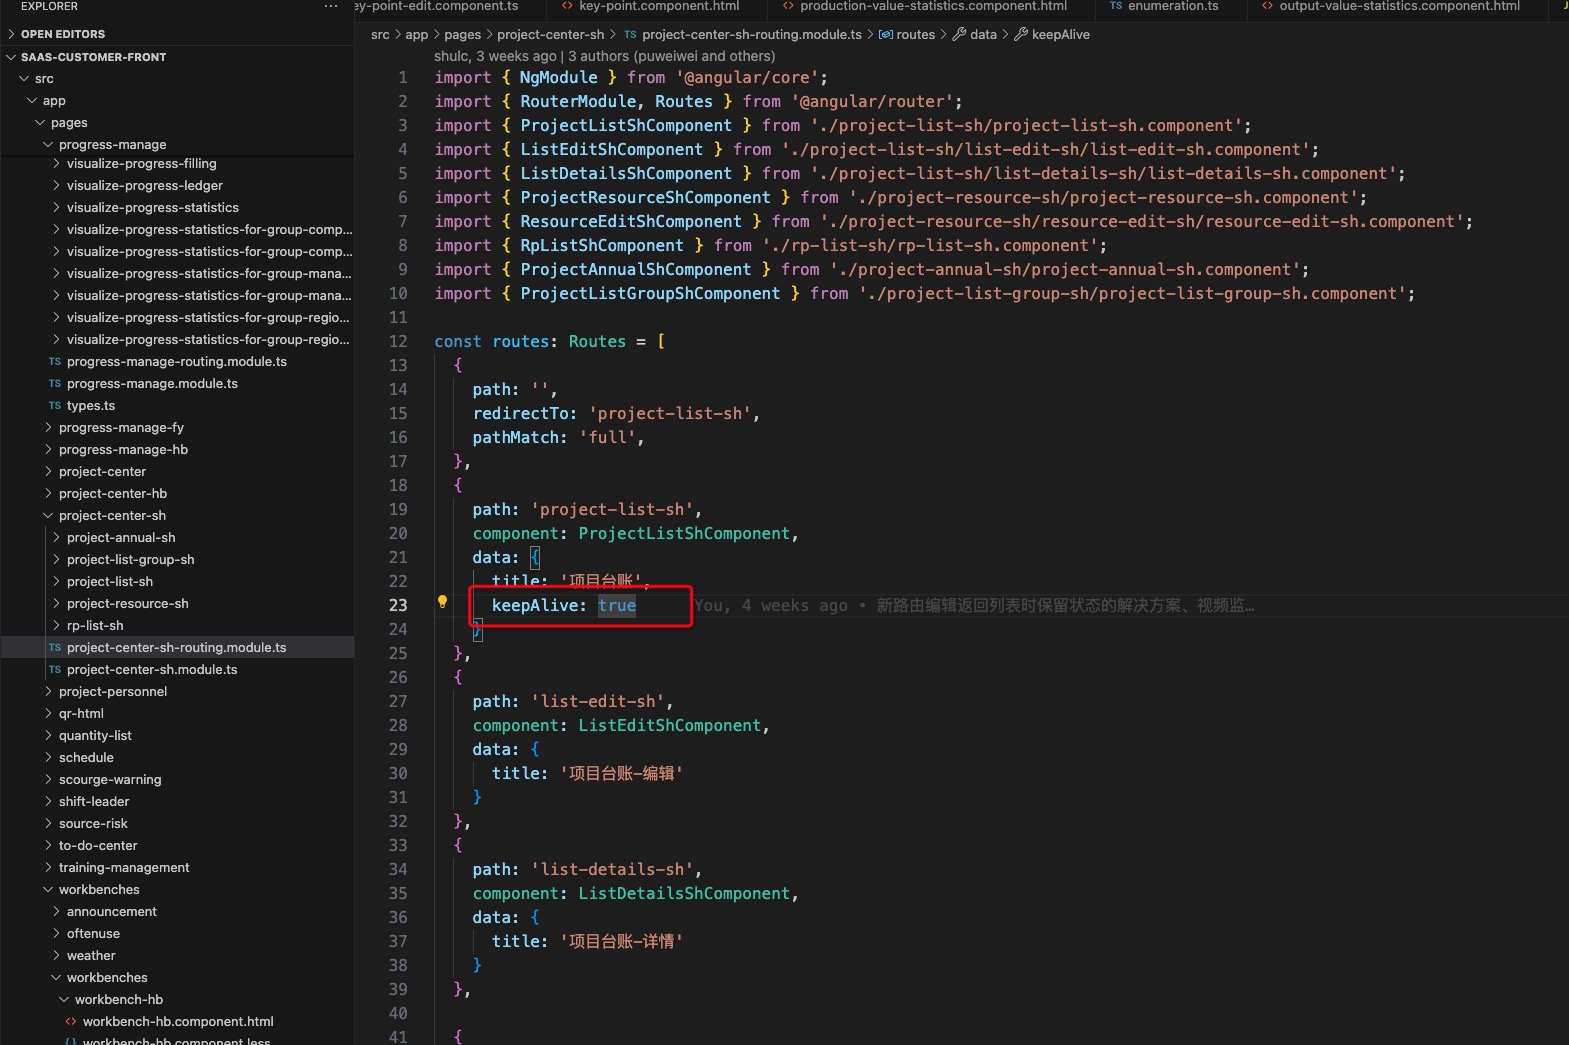 EXPLORER
···
OPEN EDITORS
SAAS-CUSTOMER-FRONT
src
app
pages
progress-manage
visualize-progress-filling
visualize-progress-ledger
visualize-progress-statistics
visualize-progress-statistics-for-group-comp...
visualize-progress-statistics-for-group-comp...
visualize-progress-statistics-for-group-mana...
visualize-progress-statistics-for-group-mana...
visualize-progress-statistics-for-group-regio...
visualize-progress-statistics-for-group-regio...
TS progress-manage-routing.module.ts
TS progress-manage.module.ts
TS types.ts
progress-manage-fy
progress-manage-hb
project-center
project-center-hb
project-center-sh
project-annual-sh
project-list-group-sh
project-list-sh
project-resource-sh
rp-list-sh
TS project-center-sh-routing.module.ts
TS project-center-sh.module.ts
project-personnel
qr-html
quantity-list
schedule
scourge-warning
shift-leader
source-risk
to-do-center
training-management
workbenches
announcement
oftenuse
weather
workbenches
workbench-hb
<> workbench-hb.component.html
{} workbench-hb.component.less
ey-point-edit.component.ts
<> key-point.component.html
<> production-value-statistics.component.html
TS enumeration.ts
<> output-value-statistics.component.html
src > app > pages > project-center-sh > TS project-center-sh-routing.module.ts > routes > data > keepAlive
shulc, 3 weeks ago | 3 authors (puweiwei and others)
1 import { NgModule } from '@angular/core';
2 import { RouterModule, Routes } from '@angular/router';
3 import { ProjectListShComponent } from './project-list-sh/project-list-sh.component';
4 import { ListEditShComponent } from './project-list-sh/list-edit-sh/list-edit-sh.component';
5 import { ListDetailsShComponent } from './project-list-sh/list-details-sh/list-details-sh.component';
6 import { ProjectResourceShComponent } from './project-resource-sh/project-resource-sh.component';
7 import { ResourceEditShComponent } from './project-resource-sh/resource-edit-sh/resource-edit-sh.component';
8 import { RpListShComponent } from './rp-list-sh/rp-list-sh.component';
9 import { ProjectAnnualShComponent } from './project-annual-sh/project-annual-sh.component';
10 import { ProjectListGroupShComponent } from './project-list-group-sh/project-list-group-sh.component';
11
12 const routes: Routes = [
13 {
14 path: '',
15 redirectTo: 'project-list-sh',
16 pathMatch: 'full',
17 },
18 {
19 path: 'project-list-sh',
20 component: ProjectListShComponent,
21 data: {
22 title: '项目台账',
23 keepAlive: true You, 4 weeks ago • 新路由编辑返回列表时保留状态的解决方案、视频监…
24 }
25 },
26 {
27 path: 'list-edit-sh',
28 component: ListEditShComponent,
29 data: {
30 title: '项目台账-编辑'
31 }
32 },
33 {
34 path: 'list-details-sh',
35 component: ListDetailsShComponent,
36 data: {
37 title: '项目台账-详情'
38 }
39 },
40
41 {